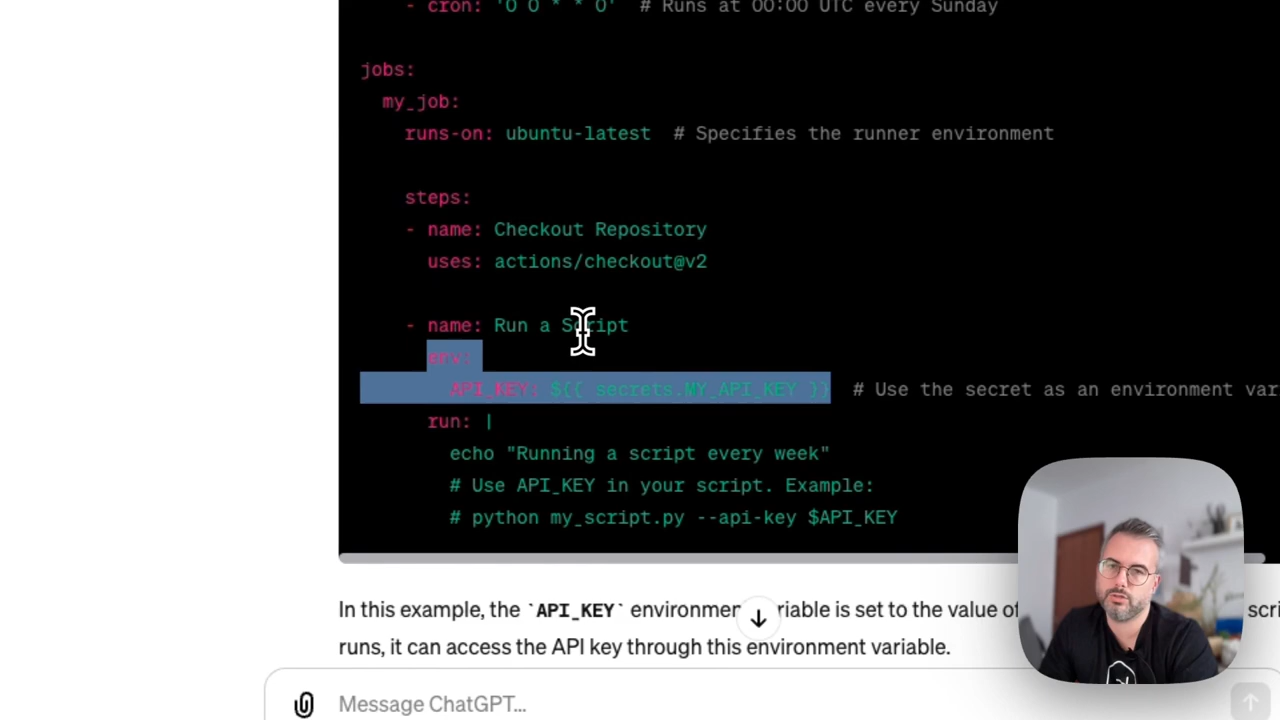 - cron: '0 0 * * 0'  # Runs at 00:00 UTC every Sunday
jobs:
my_job:
runs-on: ubuntu-latest  # Specifies the runner environment
steps:
- name: Checkout Repository
uses: actions/checkout@v2
- name: Run a Script
env:
API_KEY: ${{ secrets.MY_API_KEY }}  # Use the secret as an environment var
run: |
echo "Running a script every week"
# Use API_KEY in your script. Example:
# python my_script.py --api-key $API_KEY
In this example, the `API_KEY` environmen riable is set to the value of scri
runs, it can access the API key through this environment variable.
Message ChatGPT...